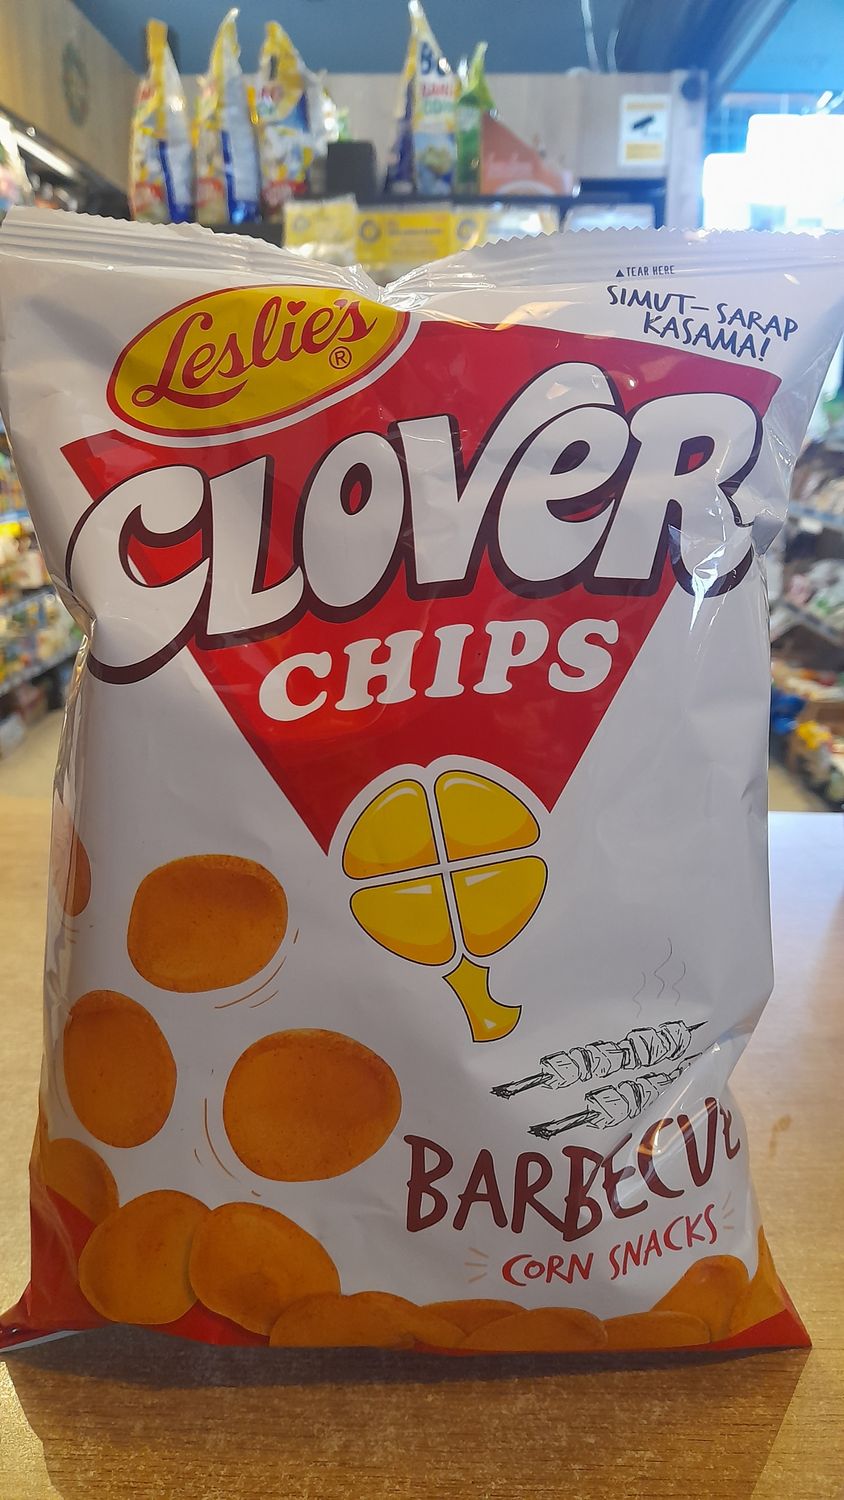 TEAR HERE
SIMUT-SARAP
KASAMA!
Leslie's
®
CLOVER
CHIPS
BARBECUE
CORN SNACKS